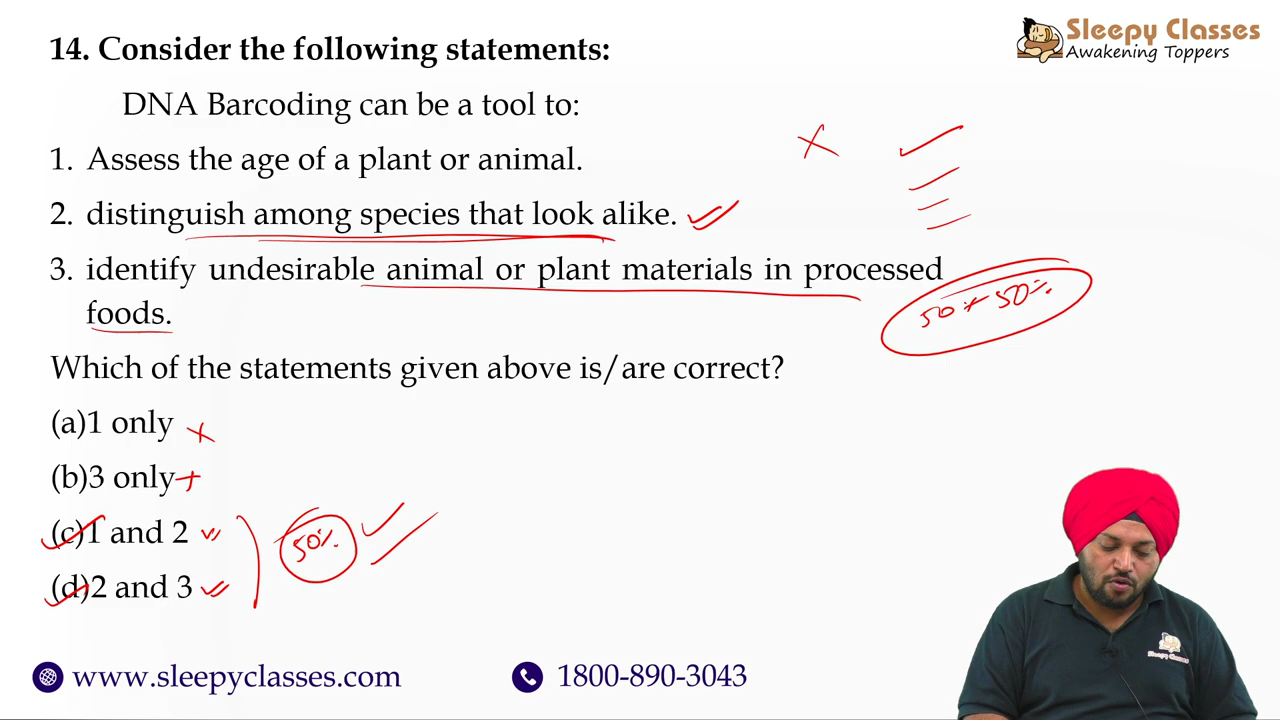 14. Consider the following statements:
Sleepy Classes
Awakening Toppers
DNA Barcoding can be a tool to:
1. Assess the age of a plant or animal.
2. distinguish among species that look alike.
3. identify undesirable animal or plant materials in processed
foods.
50% 50%
Which of the statements given above is/are correct?
(a)1 only
(b)3 only
(c)1 and 2
50%
(d)2 and 3
Sleepy Classes
www.sleepyclasses.com
1800-890-3043